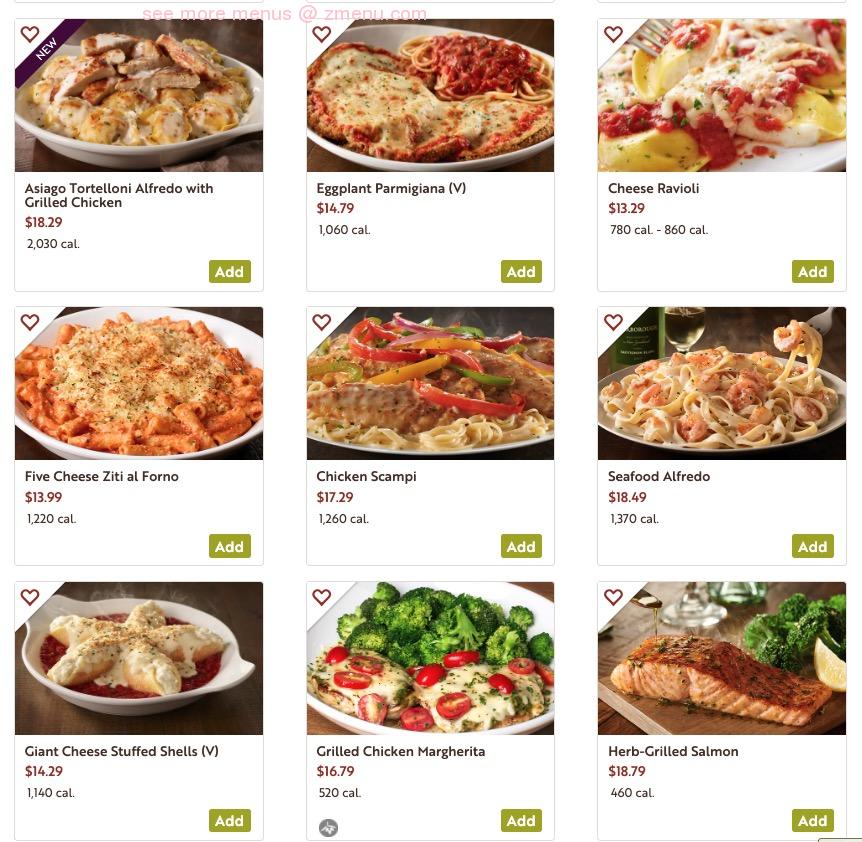 see more menus @ zmenu.com
NEW
Asiago Tortelloni Alfredo with
Grilled Chicken
$18.29
2,030 cal.
Add
Eggplant Parmigiana (V)
$14.79
1,060 cal.
Add
Cheese Ravioli
$13.29
780 cal. - 860 cal.
Add
Five Cheese Ziti al Forno
$13.99
1,220 cal.
Add
Chicken Scampi
$17.29
1,260 cal.
Add
SAUVIGNON BLANC
Seafood Alfredo
$18.49
1,370 cal.
Add
Giant Cheese Stuffed Shells (V)
$14.29
1,140 cal.
Add
Grilled Chicken Margherita
$16.79
520 cal.
Add
Herb-Grilled Salmon
$18.79
460 cal.
Add